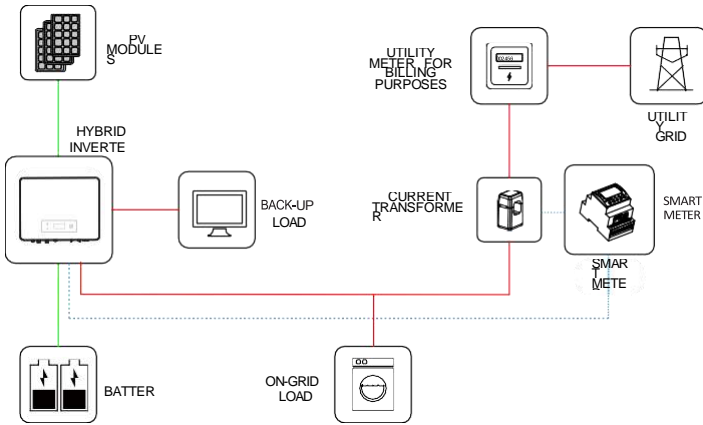 PV
MODULE
S
UTILITY
METER FOR
BILLING
PURPOSES
UTILIT
Y
GRID
HYBRID
INVERTE
BACK-UP
LOAD
CURRENT
TRANSFORME
R
SMART
METER
SMAR
T
METE
BATTER
ON-GRID
LOAD